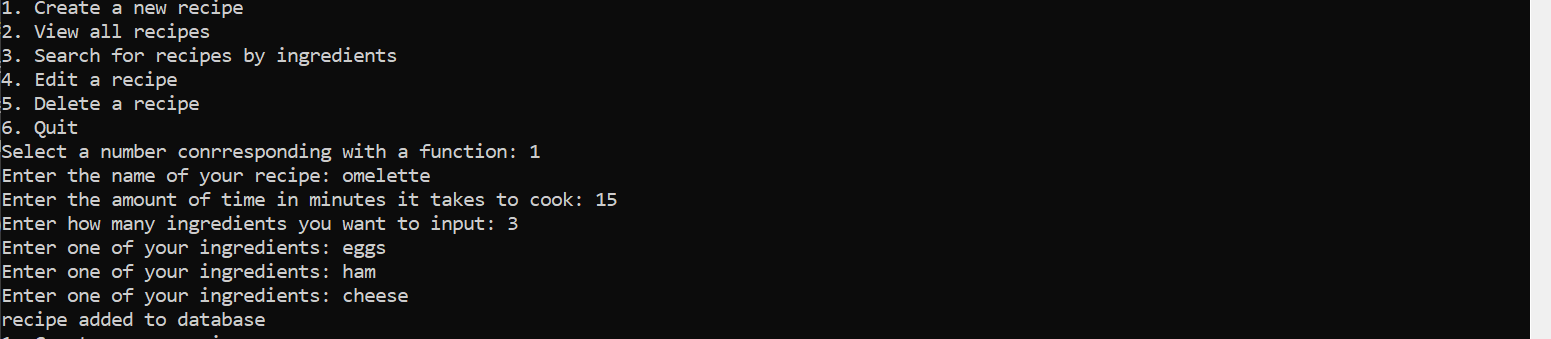 1. Create a new recipe
2. View all recipes
3. Search for recipes by ingredients
4. Edit a recipe
5. Delete a recipe
6. Quit
Select a number conrresponding with a function: 1
Enter the name of your recipe: omelette
Enter the amount of time in minutes it takes to cook: 15
Enter how many ingredients you want to input: 3
Enter one of your ingredients: eggs
Enter one of your ingredients: ham
Enter one of your ingredients: cheese
recipe added to database